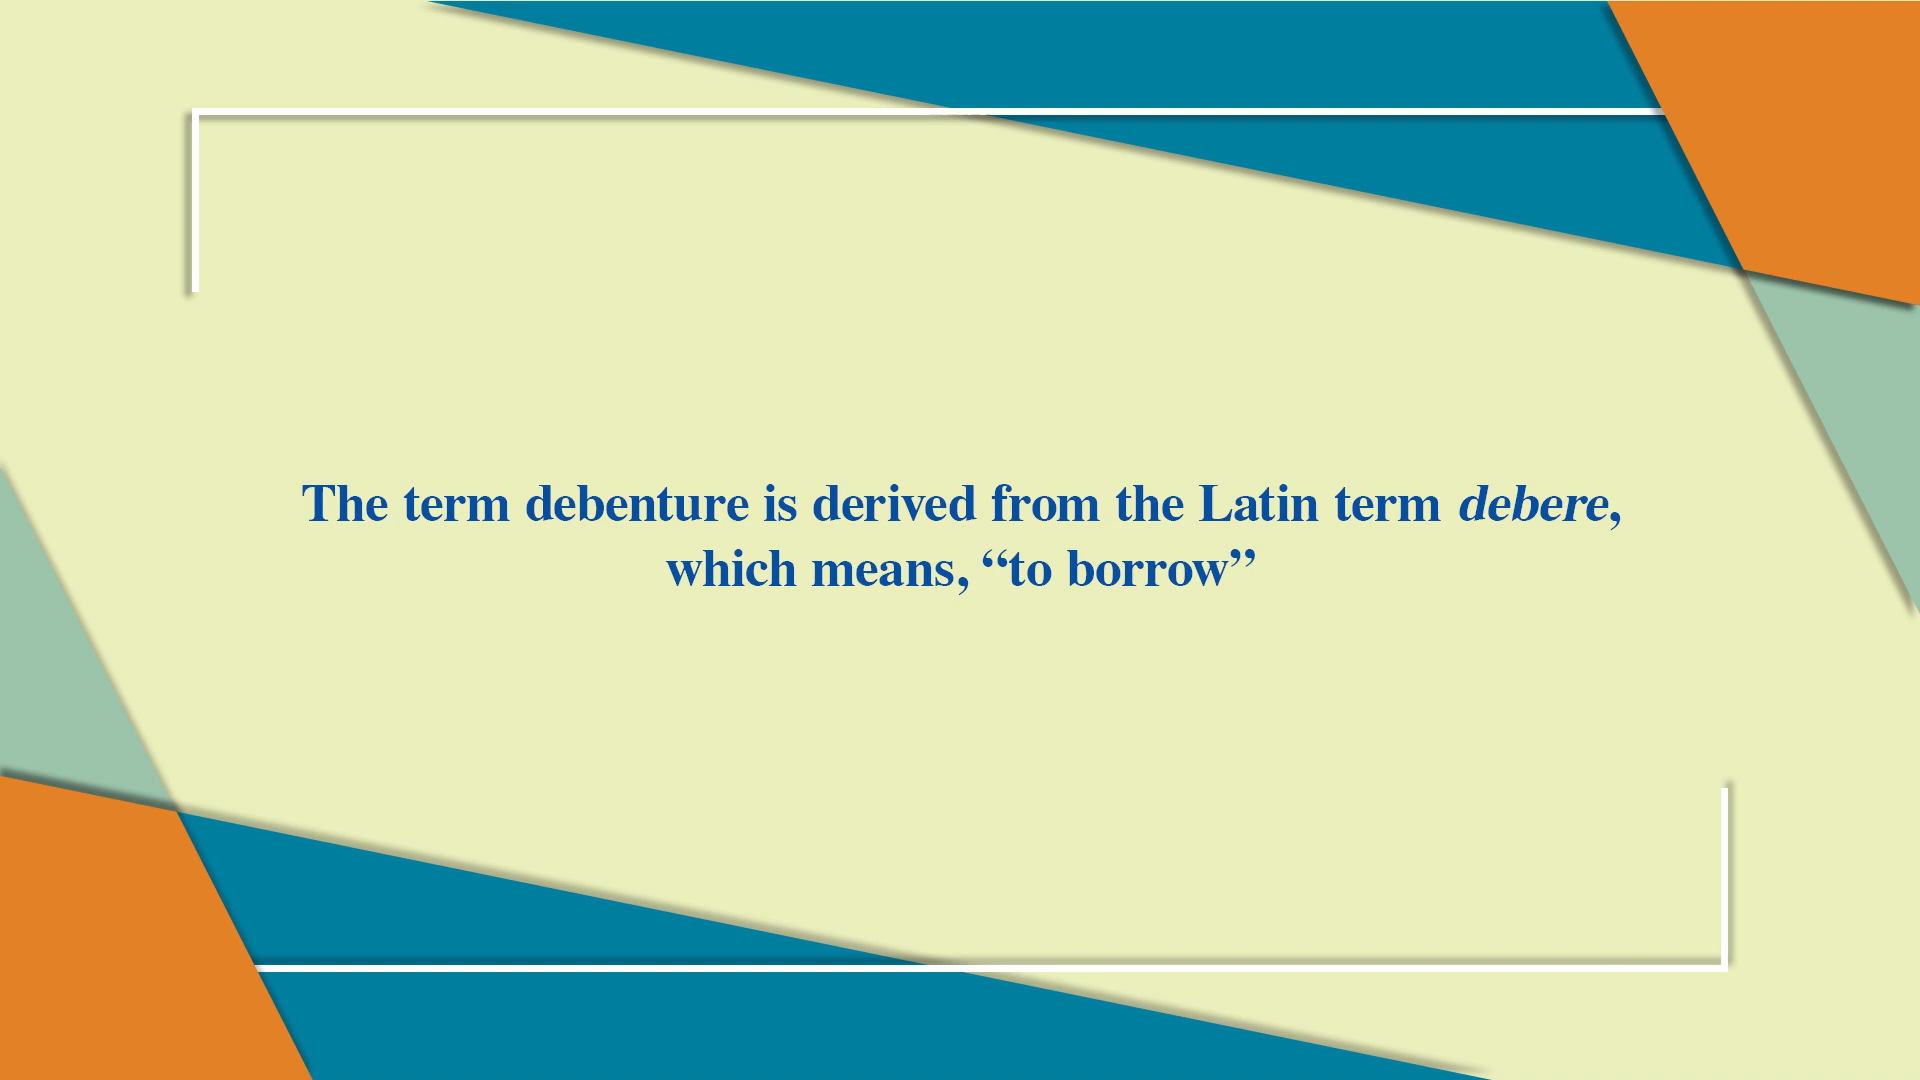 The term debenture is derived from the Latin term debere,
which means, “to borrow”